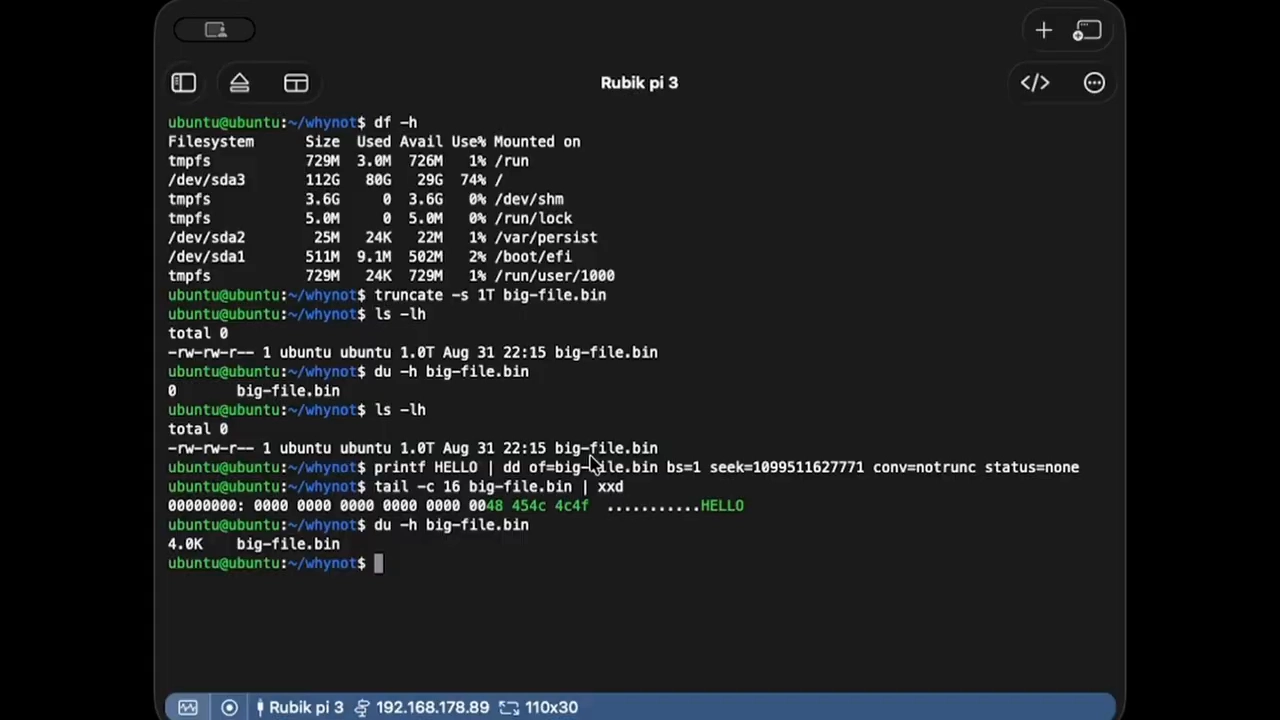 Rubik pi 3
ubuntu@ubuntu:~/whynot$ df -h
Filesystem      Size  Used Avail Use% Mounted on
tmpfs           729M  3.0M  726M   1% /run
/dev/sda3       112G   80G   29G  74% /
tmpfs           3.6G     0  3.6G   0% /dev/shm
tmpfs           5.0M     0  5.0M   0% /run/lock
/dev/sda2        25M   24K   22M   1% /var/persist
/dev/sda1       511M  9.1M  502M   2% /boot/efi
tmpfs           729M   24K  729M   1% /run/user/1000
ubuntu@ubuntu:~/whynot$ truncate -s 1T big-file.bin
ubuntu@ubuntu:~/whynot$ ls -lh
total 0
-rw-rw-r-- 1 ubuntu ubuntu 1.0T Aug 31 22:15 big-file.bin
ubuntu@ubuntu:~/whynot$ du -h big-file.bin
0       big-file.bin
ubuntu@ubuntu:~/whynot$ ls -lh
total 0
-rw-rw-r-- 1 ubuntu ubuntu 1.0T Aug 31 22:15 big-file.bin
ubuntu@ubuntu:~/whynot$ printf HELLO | dd of=big-file.bin bs=1 seek=1099511627771 conv=notrunc status=none
ubuntu@ubuntu:~/whynot$ tail -c 16 big-file.bin | xxd
00000000: 0000 0000 0000 0000 0000 0048 454c 4c4f  ...........HELLO
ubuntu@ubuntu:~/whynot$ du -h big-file.bin
4.0K    big-file.bin
ubuntu@ubuntu:~/whynot$
Rubik pi 3 192.168.178.89 110x30